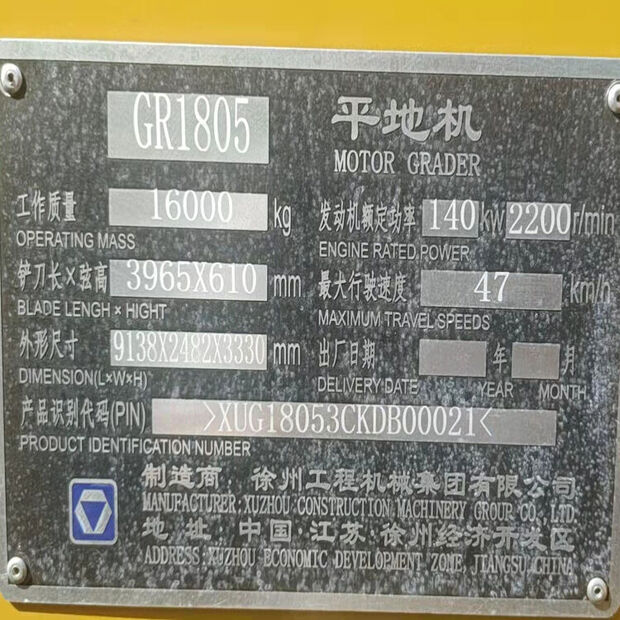 GR1805 平地机
MOTOR GRADER
工作质量 16000 kg 发动机额定功率 140 kw 2200 r/min
OPERATING MASS ENGINE RATED POWER
铲刀长×弦高 3965X610 mm 最大行驶速度 47 km/h
BLADE LENGH × HIGHT MAXIMUM TRAVEL SPEEDS
外形尺寸 9138X2482X3330 mm 出厂日期 年 月
DIMENSION(L×W×H) DELIVERY DATE YEAR MONTH
产品识别代码(PIN) >XUG18053CKDB00021<
PRODUCT IDENTIFICATION NUMBER
制造商: 徐州工程机械集团有限公司
MANUFACTURER: XUZHOU CONSTRUCTION MACHINERY GROUP CO., LTD.
地 址: 中国·江苏·徐州经济开发区
ADDRESS: XUZHOU ECONOMIC DEVELOPMENT ZONE, JIANGSU CHINA